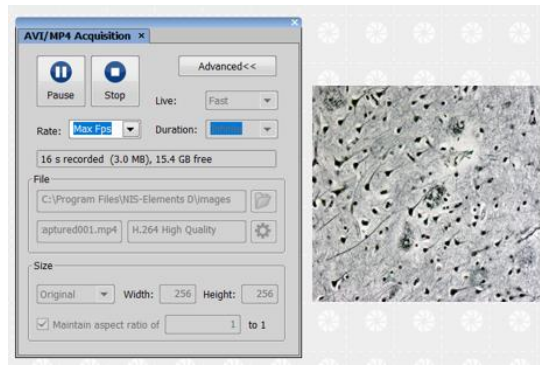 AVI/MP4 Acquisition ×
Advanced<<
Pause
Stop
Live:
Fast
Rate:
Max Fps
Duration:
16 s recorded (3.0 MB), 15.4 GB free
File
C:\Program Files\NIS-Elements D\images
aptured001.mp4
H.264 High Quality
Size
Original
Width:
256
Height:
256
Maintain aspect ratio of
1
to 1